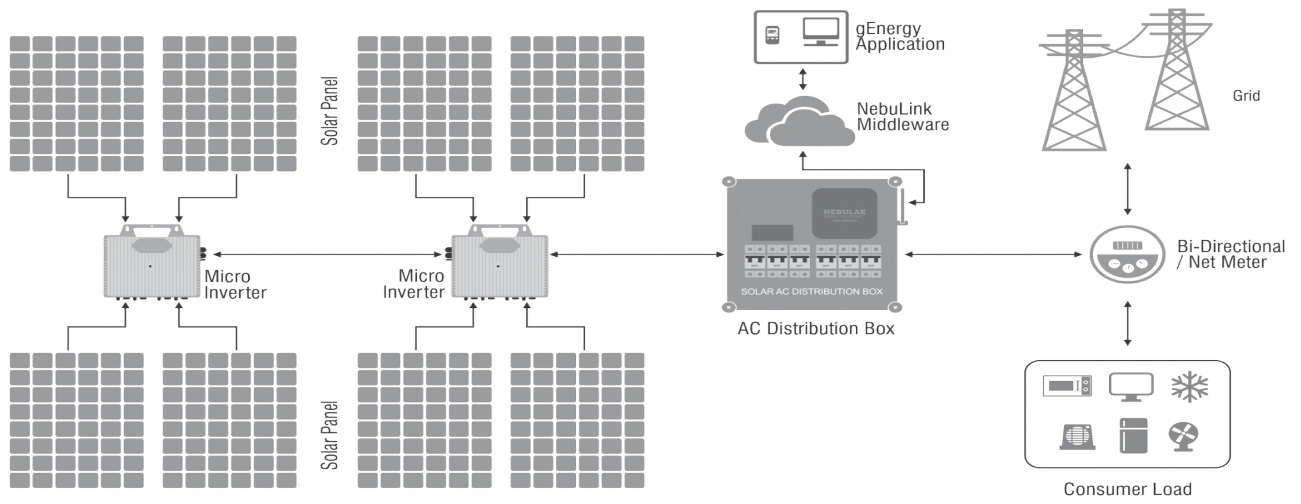 Solar Panel
gEnergy
Application
NebuLink
Middleware
Grid
NEBULAE
Micro
Inverter
Micro
Inverter
SOLAR AC DISTRIBUTION BOX
AC Distribution Box
Bi-Directional
/ Net Meter
Solar Panel
Consumer Load